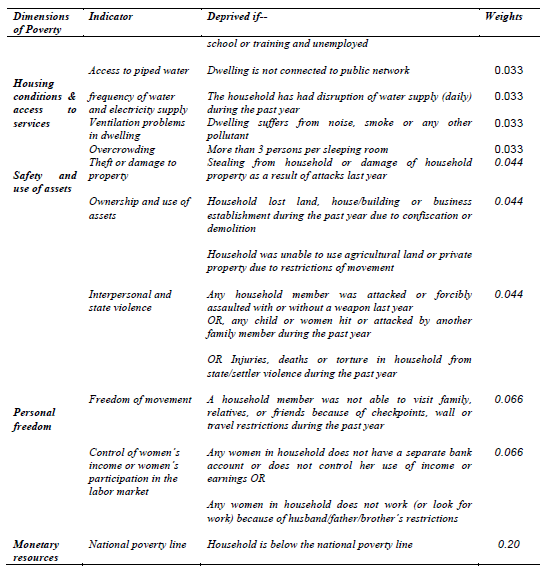 Dimensions of Poverty Indicator Deprived if-- Weights
school or training and unemployed
Housing conditions & access to services
Access to piped water Dwelling is not connected to public network 0.033
frequency of water and electricity supply The household has had disruption of water supply (daily) during the past year 0.033
Ventilation problems in dwelling Dwelling suffers from noise, smoke or any other pollutant 0.033
Overcrowding More than 3 persons per sleeping room 0.033
Safety and use of assets
Theft or damage to property Stealing from household or damage of household property as a result of attacks last year 0.044
Ownership and use of assets Household lost land, house/building or business establishment during the past year due to confiscation or demolition 0.044
Household was unable to use agricultural land or private property due to restrictions of movement
Interpersonal and state violence Any household member was attacked or forcibly assaulted with or without a weapon last year 0.044
OR, any child or women hit or attacked by another family member during the past year
OR Injuries, deaths or torture in household from state/settler violence during the past year
Personal freedom
Freedom of movement A household member was not able to visit family, relatives, or friends because of checkpoints, wall or travel restrictions during the past year 0.066
Control of women´s income or women´s participation in the labor market Any women in household does not have a separate bank account or does not control her use of income or earnings OR 0.066
Any women in household does not work (or look for work) because of husband/father/brother´s restrictions
Monetary resources National poverty line Household is below the national poverty line 0.20